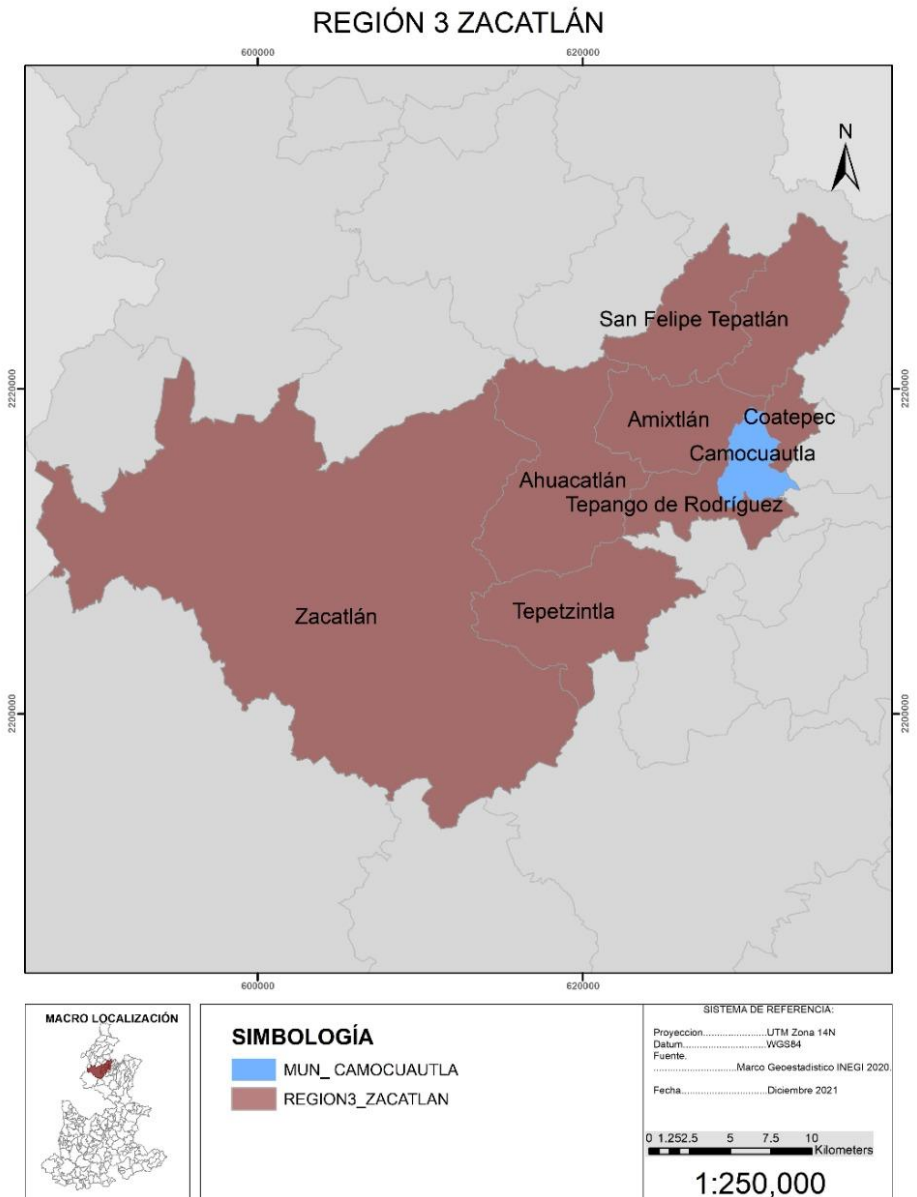 REGIÓN 3 ZACATLÁN
600000 620000
N
San Felipe Tepatlán
2220000 2220000
Amixtlán
Coatepec
Camocuautla
Ahuacatlán
Tepango de Rodríguez
Zacatlán
Tepetzintla
2200000 2200000
600000 620000
MACRO LOCALIZACIÓN
SIMBOLOGÍA
MUN_ CAMOCUAUTLA
REGION3_ZACATLAN
SISTEMA DE REFERENCIA:
Proyeccion........................UTM Zona 14N
Datum..............................WGS84
Fuente.
........................Marco Geoestadistico INEGI 2020.
Fecha..............................Diciembre 2021
0 1.252.5 5 7.5 10
Kilometers
1:250,000